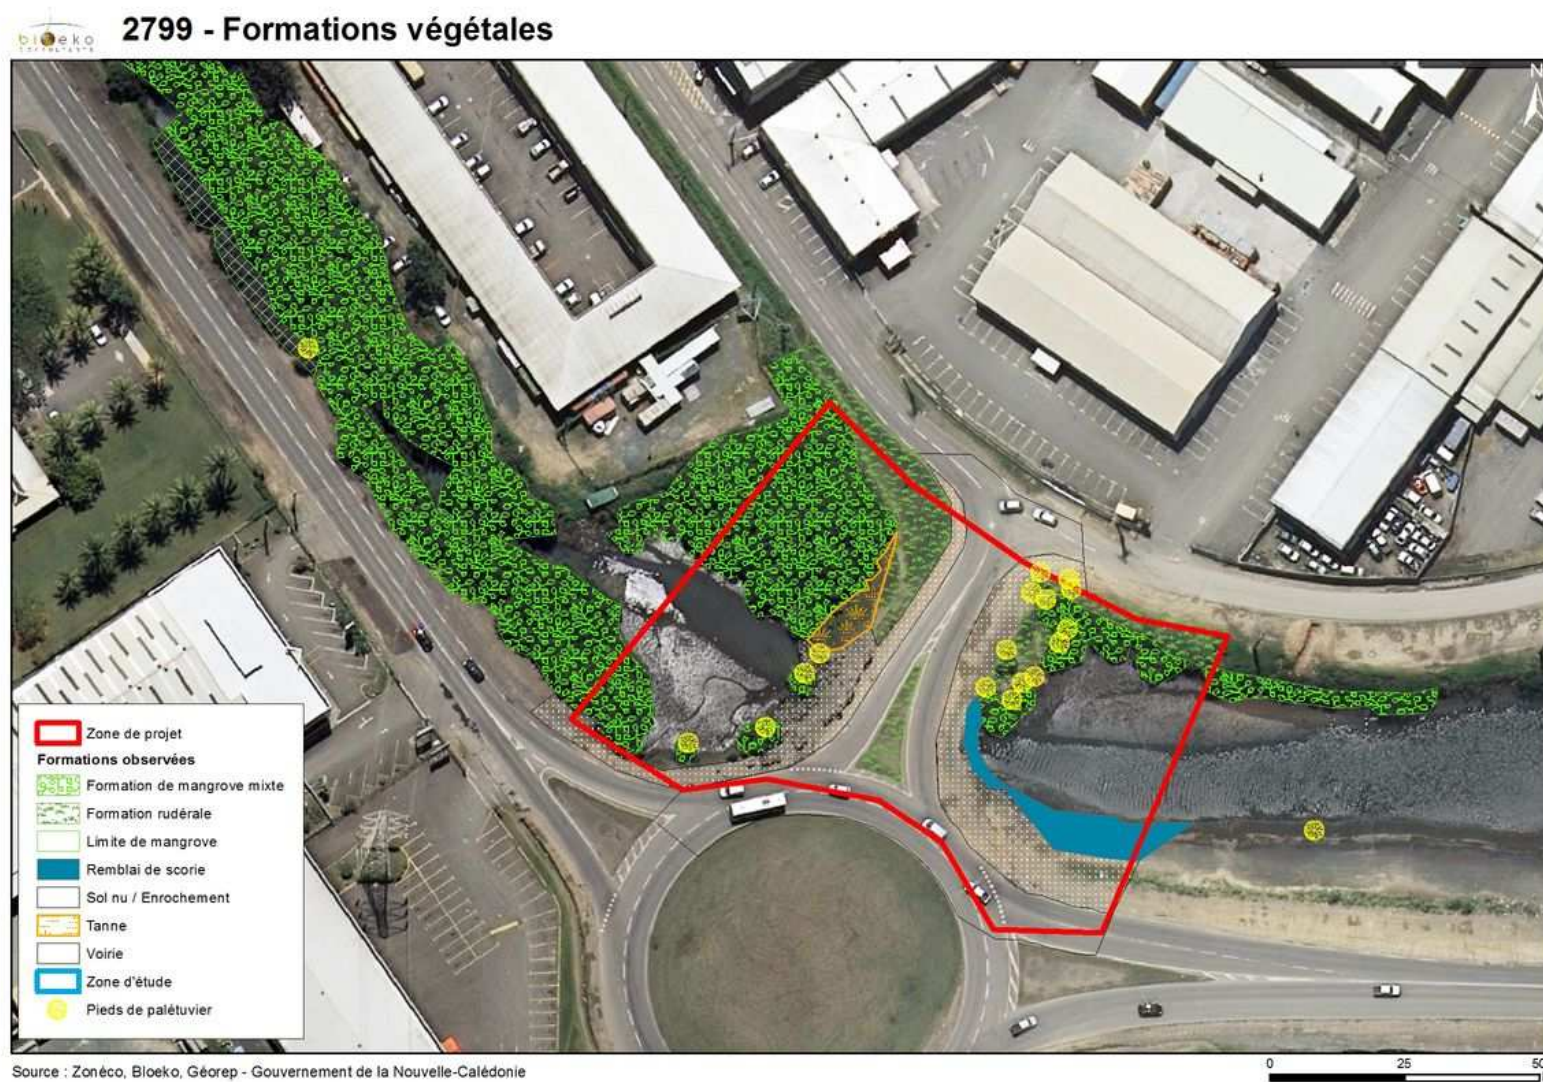 bioeko
CONSULTANTS
2799 - Formations végétales
N
Zone de projet
Formations observées
Formation de mangrove mixte
Formation rudérale
Limite de mangrove
Remblai de scorie
Sol nu / Enrochement
Tanne
Voirie
Zone d'étude
Pieds de palétuvier
Source : Zonéco, Bloeko, Géorep - Gouvernement de la Nouvelle-Calédonie
0 25 50